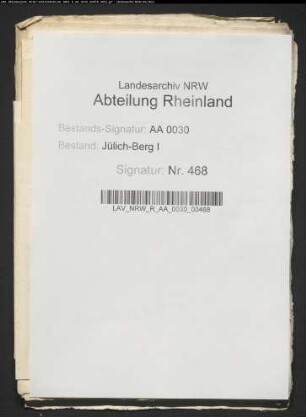 Landesarchiv NRW
Abteilung Rheinland
Bestands-Signatur: AA 0030
Bestand: Jülich-Berg I
Signatur: Nr. 468
LAV_NRW_R_AA_0030_00468